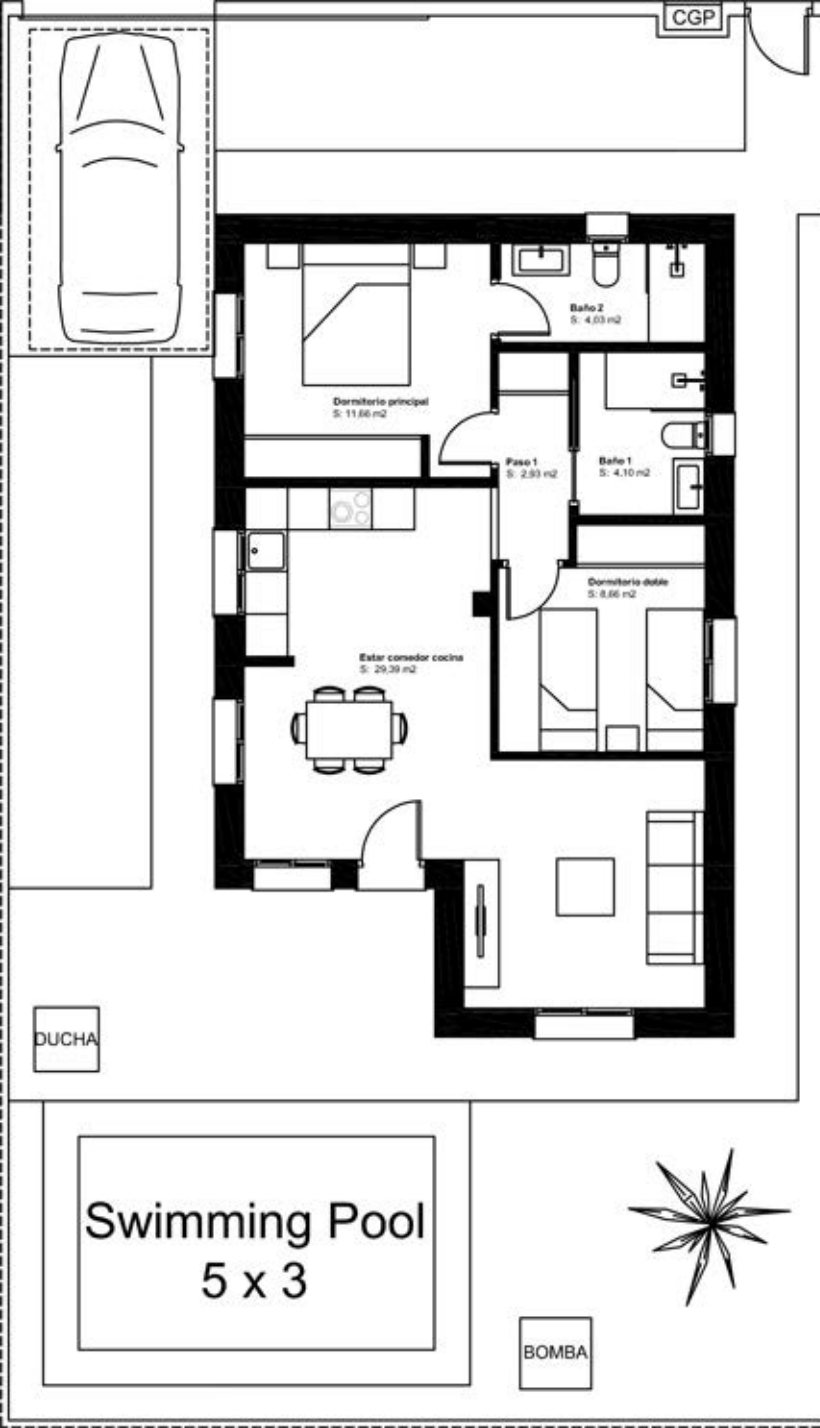 CGP
Baño 2
S: 4,03 m2
Dormitorio principal
S: 11,66 m2
Paso 1
S: 2,93 m2
Baño 1
S: 4,10 m2
Dormitorio doble
S: 8,66 m2
Estar comedor cocina
S: 29,39 m2
DUCHA
Swimming Pool
5 x 3
BOMBA